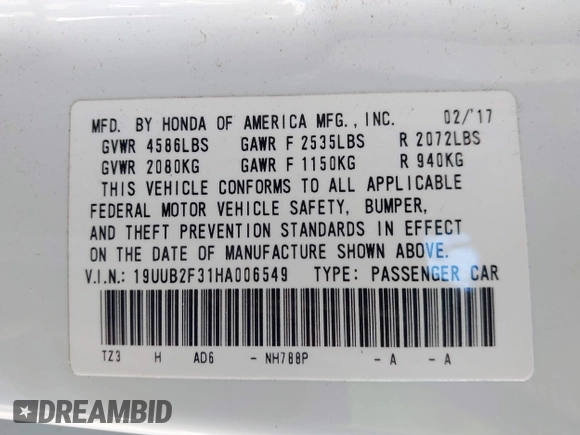 MFD. BY HONDA OF AMERICA MFG., INC. 02/'17
GVWR 4586LBS GAWR F 2535LBS R 2072LBS
GVWR 2080KG GAWR F 1150KG R 940KG
THIS VEHICLE CONFORMS TO ALL APPLICABLE
FEDERAL MOTOR VEHICLE SAFETY, BUMPER,
AND THEFT PREVENTION STANDARDS IN EFFECT
ON THE DATE OF MANUFACTURE SHOWN ABOVE.
V.I.N.: 19UUB2F31HA006549 TYPE: PASSENGER CAR
TZ3 H AD6 - NH788P - A - A
DREAMBID